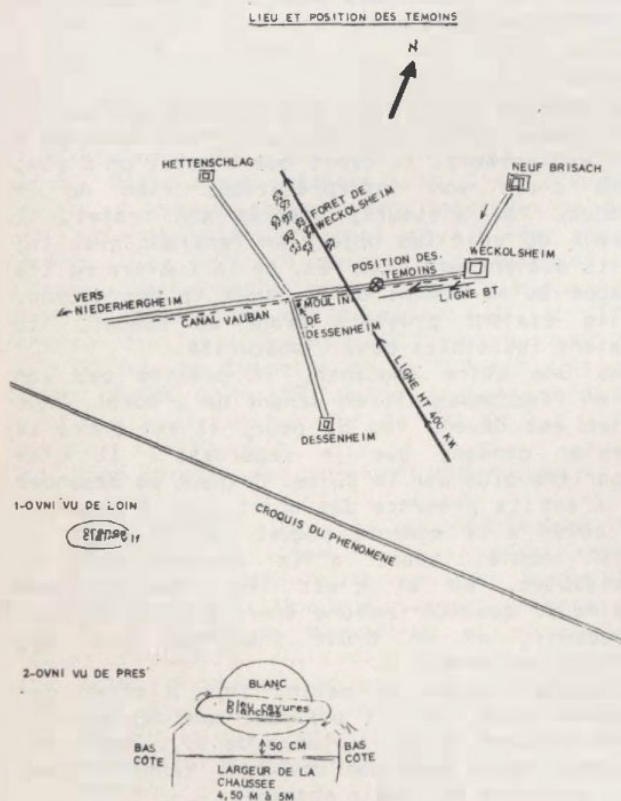 LIEU ET POSITION DES TEMOINS
N
HETTENSCHLAG
NEUF BRISACH
FORET DE
WECKOLSHEIM
WECKOLSHEIM
POSITION DES
TEMOINS
VERS
NIEDERHERGHEIM
CANAL VAUBAN
MOULIN
DE
DESSENHEIM
LIGNE BT
LIGNE HT 400 KW
DESSENHEIM
CROQUIS DU PHENOMENE
1-OVNI VU DE LOIN
2-OVNI VU DE PRES
BLANC
Bleu rayures
Blanches
BAS
COTE
50 CM
BAS
COTE
LARGEUR DE LA
CHAUSSEE
4,50 M à 5M